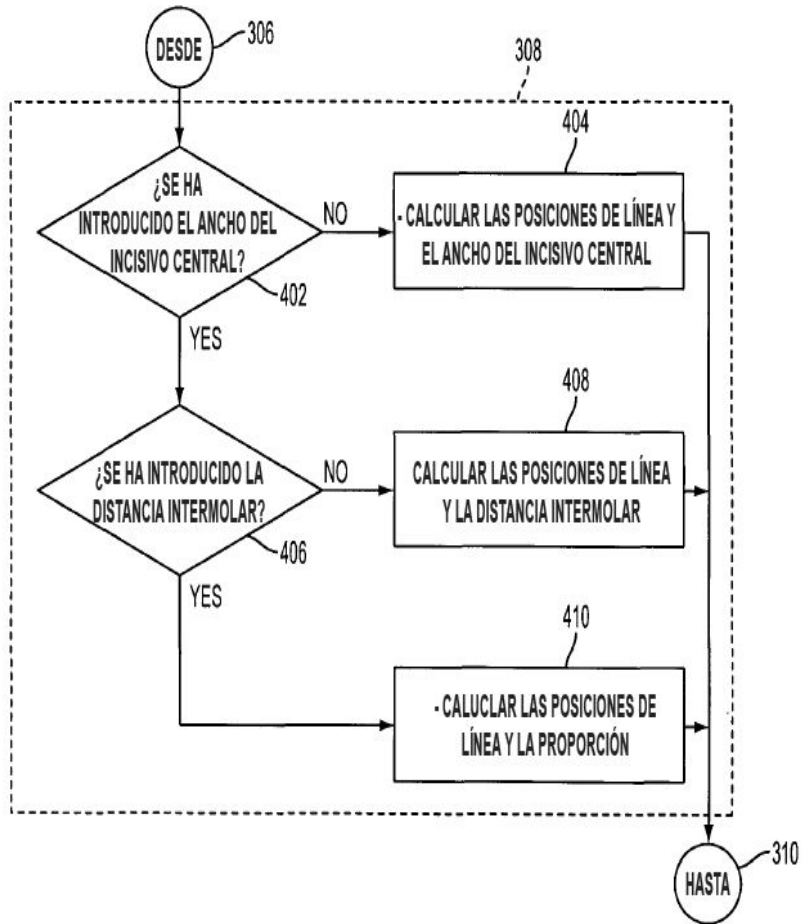 DESDE
306
308
¿SE HA
INTRODUCIDO EL ANCHO DEL
INCISIVO CENTRAL?
402
NO
404
- CALCULAR LAS POSICIONES DE LÍNEA Y
EL ANCHO DEL INCISIVO CENTRAL
YES
¿SE HA INTRODUCIDO LA
DISTANCIA INTERMOLAR?
406
NO
408
CALCULAR LAS POSICIONES DE LÍNEA
Y LA DISTANCIA INTERMOLAR
YES
410
- CALUCLAR LAS POSICIONES DE
LÍNEA Y LA PROPORCIÓN
HASTA
310